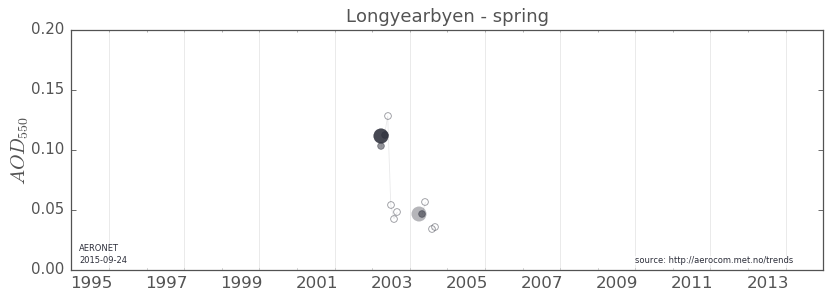 Longyearbyen - spring
0.20
0.15
0.10
0.05
0.00
AOD550
AERONET
2015-09-24
source: http://aerocom.met.no/trends
1995 1997 1999 2001 2003 2005 2007 2009 2011 2013